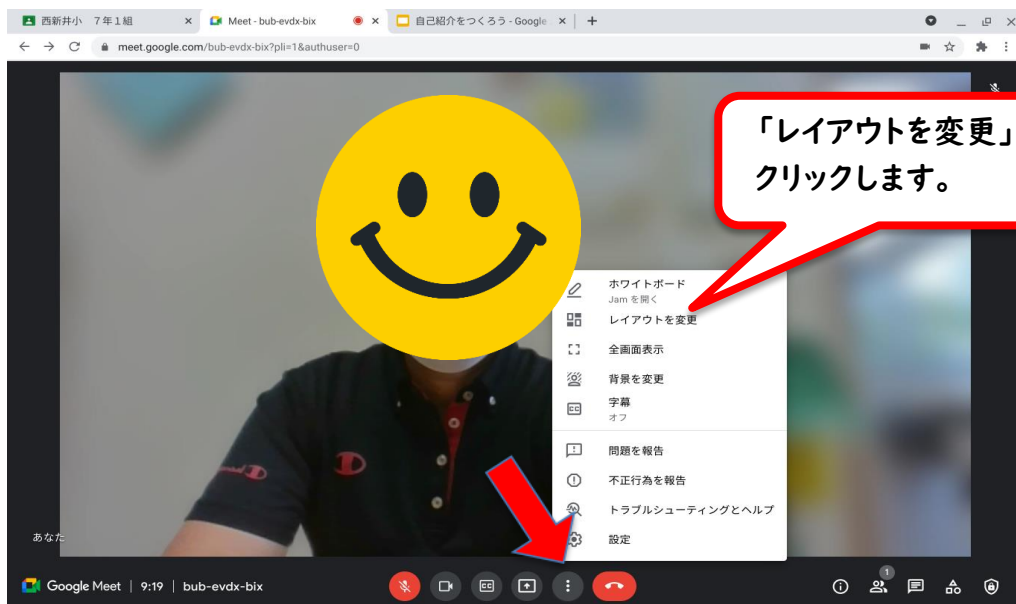 西新井小 7年1組
Meet - bub-evdx-bix
自己紹介をつくろう - Google
meet.google.com/bub-evdx-bix?pli=1&authuser=0
「レイアウトを変更」
クリックします。
ホワイトボード
Jam を開く
レイアウトを変更
全画面表示
背景を変更
字幕
オフ
問題を報告
不正行為を報告
トラブルシューティングとヘルプ
設定
あなた
Google Meet | 9:19 | bub-evdx-bix
1